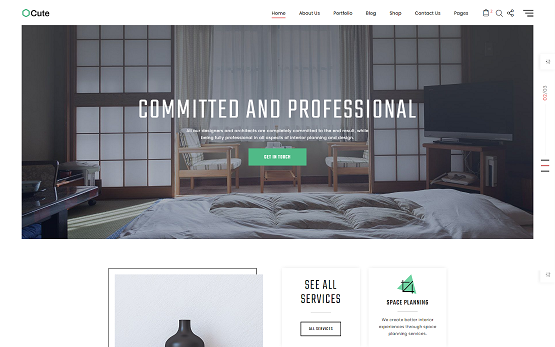 Cute
Home
About Us
Portfolio
Blog
Shop
Contact Us
Pages
COMMITTED AND PROFESSIONAL
All our designers and architects are completely committed to the end result, while
being fully professional in all aspects of interior planning and design.
GET IN TOUCH
02/03
SEE ALL
SERVICES
ALL SERVICES
SPACE PLANNING
We create better interior
experiences through space
planning services.